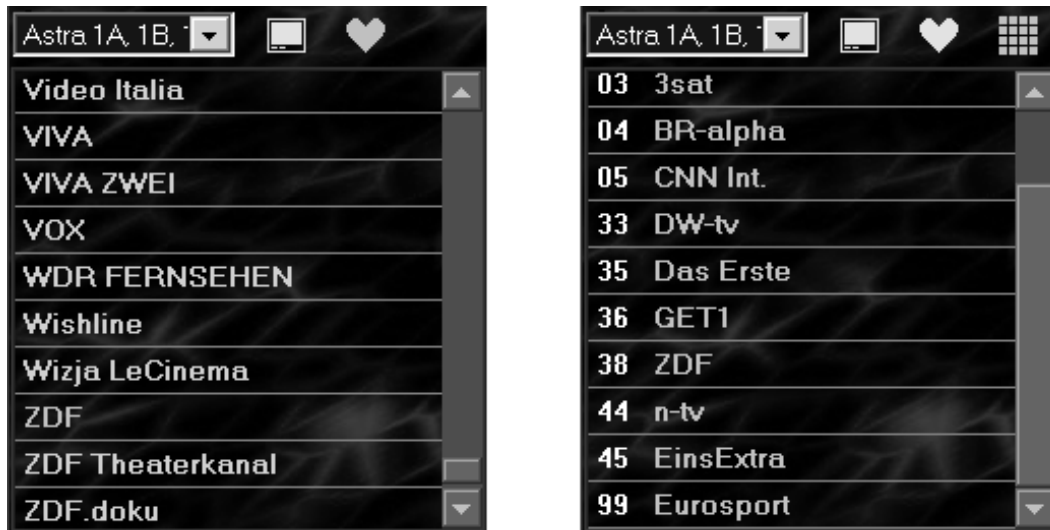 Astra 1A, 1B, 1
Video Italia
VIVA
VIVA ZWEI
VOX
WDR FERNSEHEN
Wishline
Wizja LeCinema
ZDF
ZDF Theaterkanal
ZDF.doku
Astra 1A, 1B, 1
03 3sat
04 BR-alpha
05 CNN Int.
33 DW-tv
35 Das Erste
36 GET1
38 ZDF
44 n-tv
45 EinsExtra
99 Eurosport